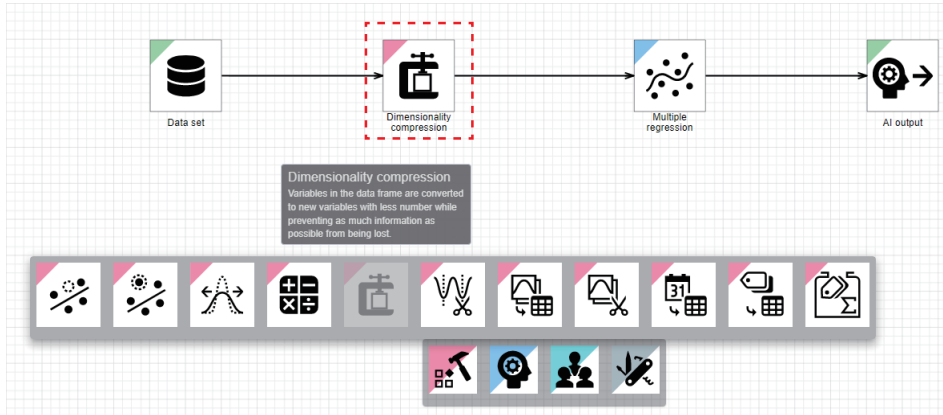 Data set
Dimensionality
compression
Multiple
regression
AI output
Dimensionality compression
Variables in the data frame are converted
to new variables with less number while
preventing as much information as
possible from being lost.
31